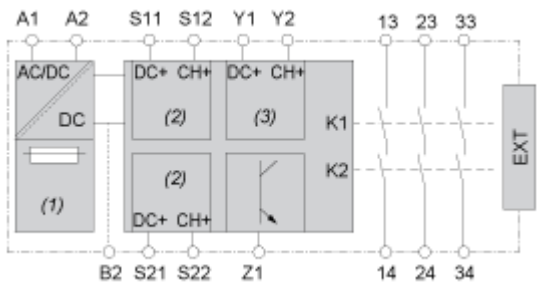 A1 A2 S11 S12 Y1 Y2 13 23 33
AC/DC DC+ CH+ DC+ CH+
DC (2) (3) K1
EXT
(2) K2
(1)
DC+ CH+
B2 S21 S22 Z1 14 24 34